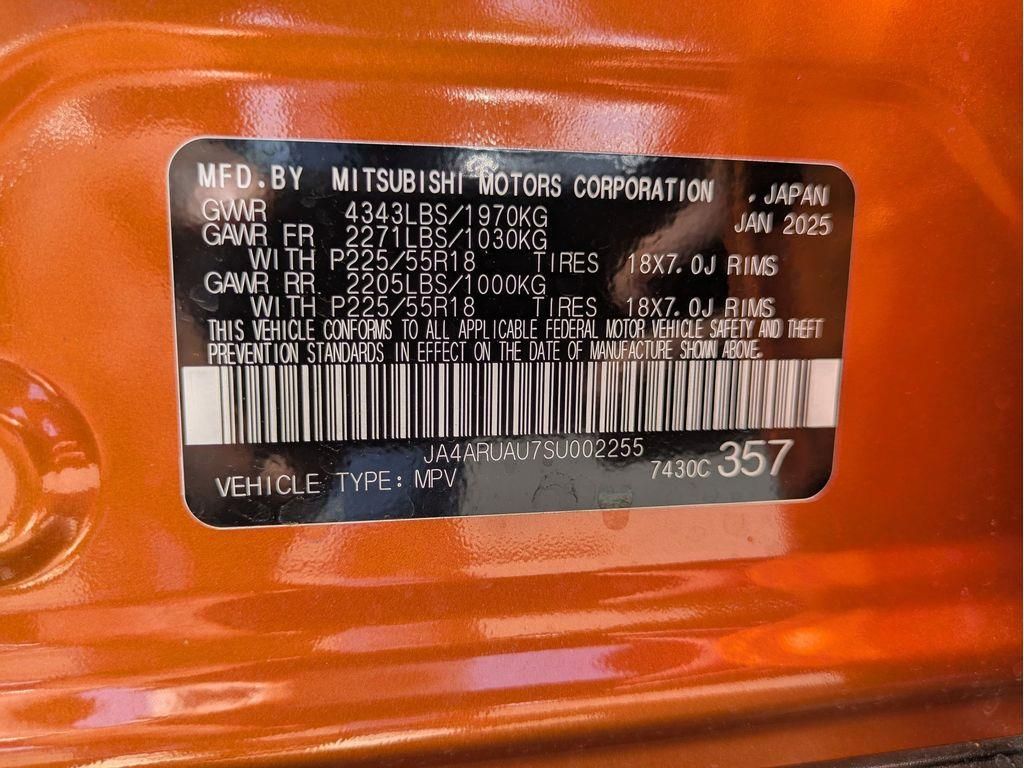 MFD.BY MITSUBISHI MOTORS CORPORATION . JAPAN
GVWR 4343LBS/1970KG JAN 2025
GAWR FR 2271LBS/1030KG
WITH P225/55R18 TIRES 18X7.0J RIMS
GAWR RR 2205LBS/1000KG
WITH P225/55R18 TIRES 18X7.0J RIMS
THIS VEHICLE CONFORMS TO ALL APPLICABLE FEDERAL MOTOR VEHICLE SAFETY AND THEFT
PREVENTION STANDARDS IN EFFECT ON THE DATE OF MANUFACTURE SHOWN ABOVE.
JA4ARUAU7SU002255
VEHICLE TYPE: MPV 7430C 357